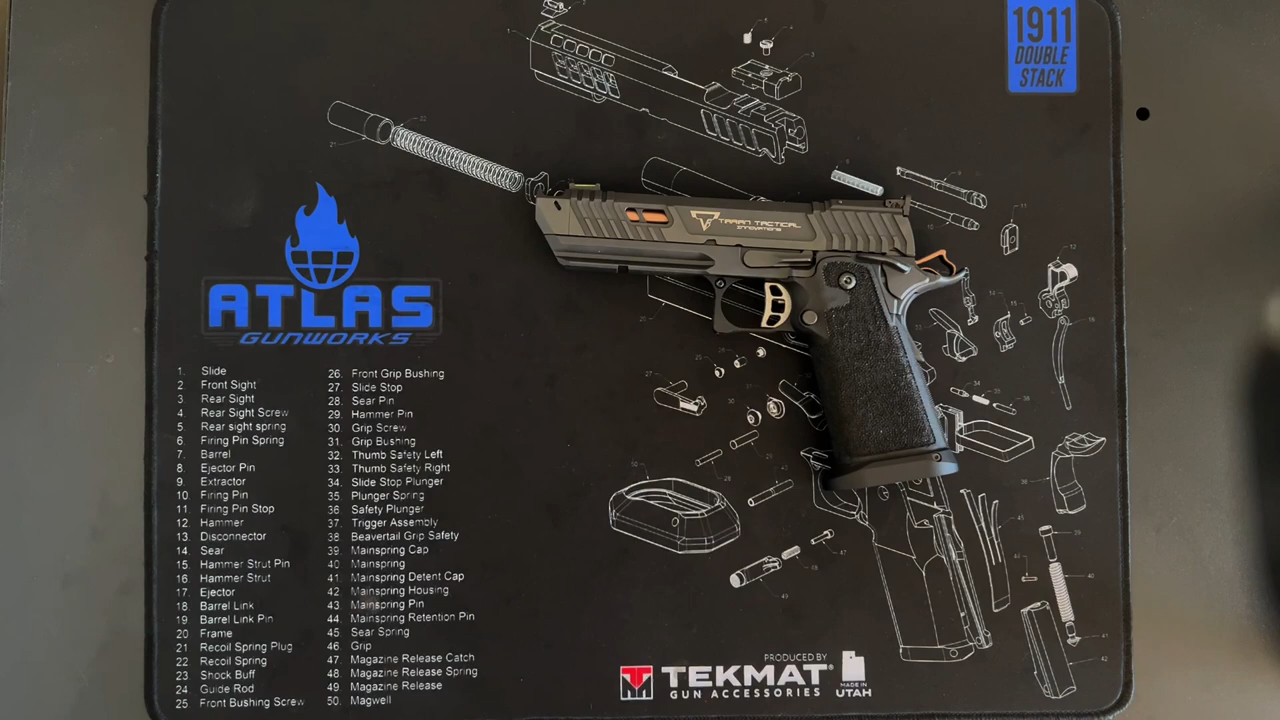 1911
DOUBLE
STACK
TARAN TACTICAL
INNOVATIONS
ATLAS
GUNWORKS
1. Slide
2 Front Sight
3. Rear Sight
4. Rear Sight Screw
5. Rear sight spring
6. Firing Pin Spring
7. Barrel
8. Ejector Pin
9. Extractor
10. Firing Pin
11. Firing Pin Stop
12. Hammer
13. Disconnector
14. Sear
15. Hammer Strut Pin
16. Hammer Strut
17. Ejector
18. Barrel Link
19 Barrel Link Pin
20 Frame
21 Recoil Spring Plug
22 Recoil Spring
23 Shock Buff
24 Guide Rod
25 Front Bushing Screw
26. Front Grip Bushing
27. Slide Stop
28. Sear Pin
29. Hammer Pin
30. Grip Screw
31. Grip Bushing
32. Thumb Safety Left
33. Thumb Safety Right
34. Slide Stop Plunger
35. Plunger Spring
36. Safety Plunger
37. Trigger Assembly
38 Beavertail Grip Safety
39. Mainspring Cap
40 Mainspring
41. Mainspring Detent Cap
42 Mainspring Housing
43 Mainspring Pin
44. Mainspring Retention Pin
45 Sear Spring
46. Grip
47. Magazine Release Catch
48. Magazine Release Spring
49. Magazine Release
50. Magwell
PRODUCED BY
TEKMAT®
GUN ACCESSORIES
MADE IN
UTAH